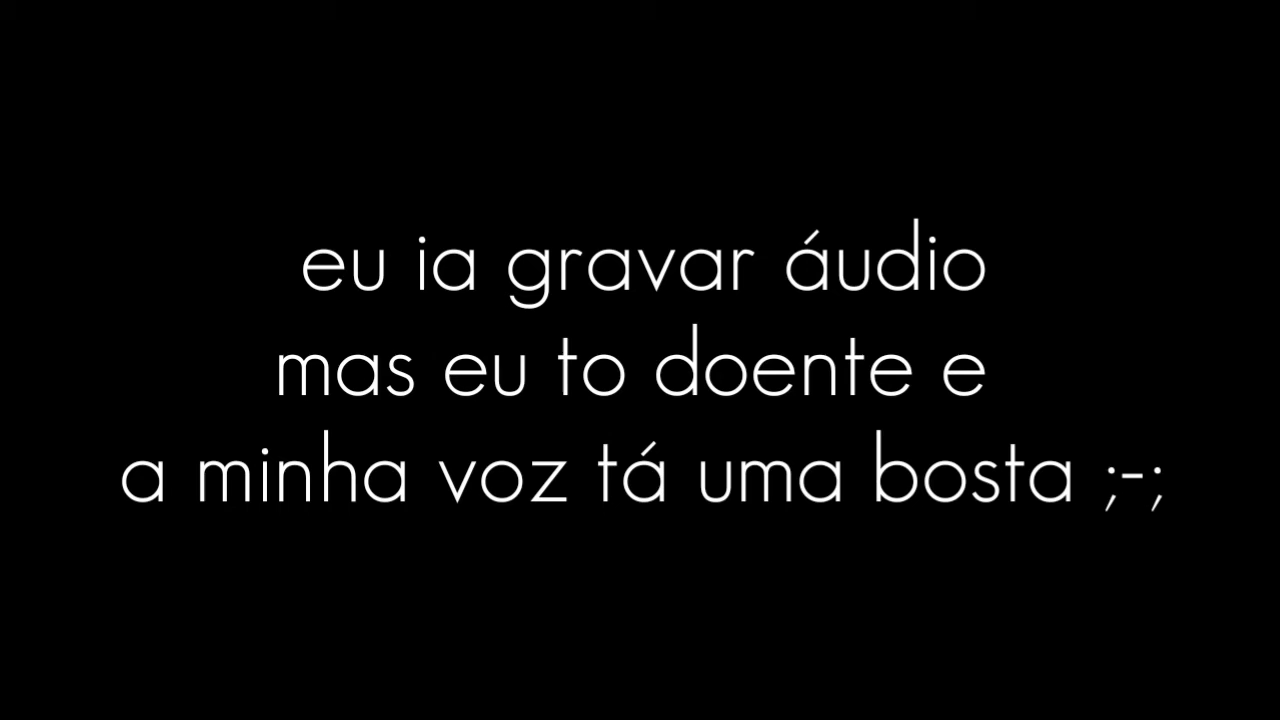 eu ia gravar áudio
mas eu to doente e
a minha voz tá uma bosta ;-;